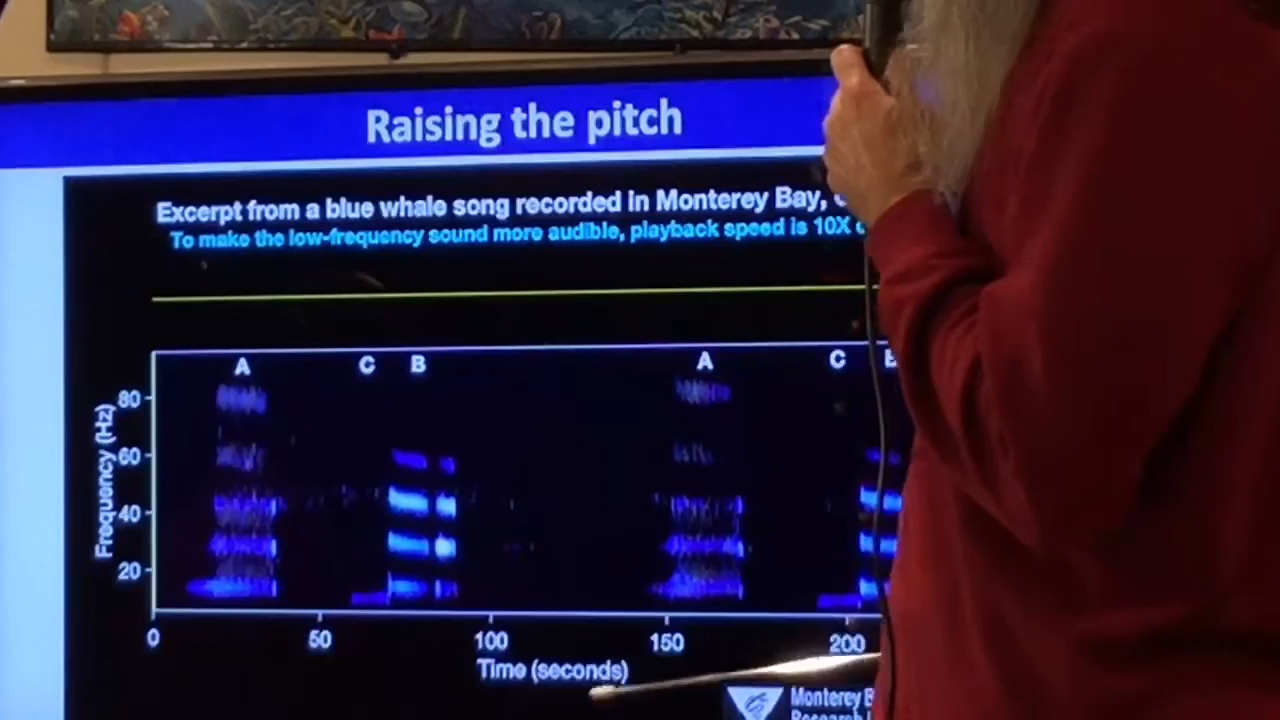 Raising the pitch
Excerpt from a blue whale song recorded in Monterey Bay,
To make the low-frequency sound more audible, playback speed is 10X
A C B A C
80
60
40
20
Frequency (Hz)
0 50 100 150 200
Time (seconds)
Monterey B
Research